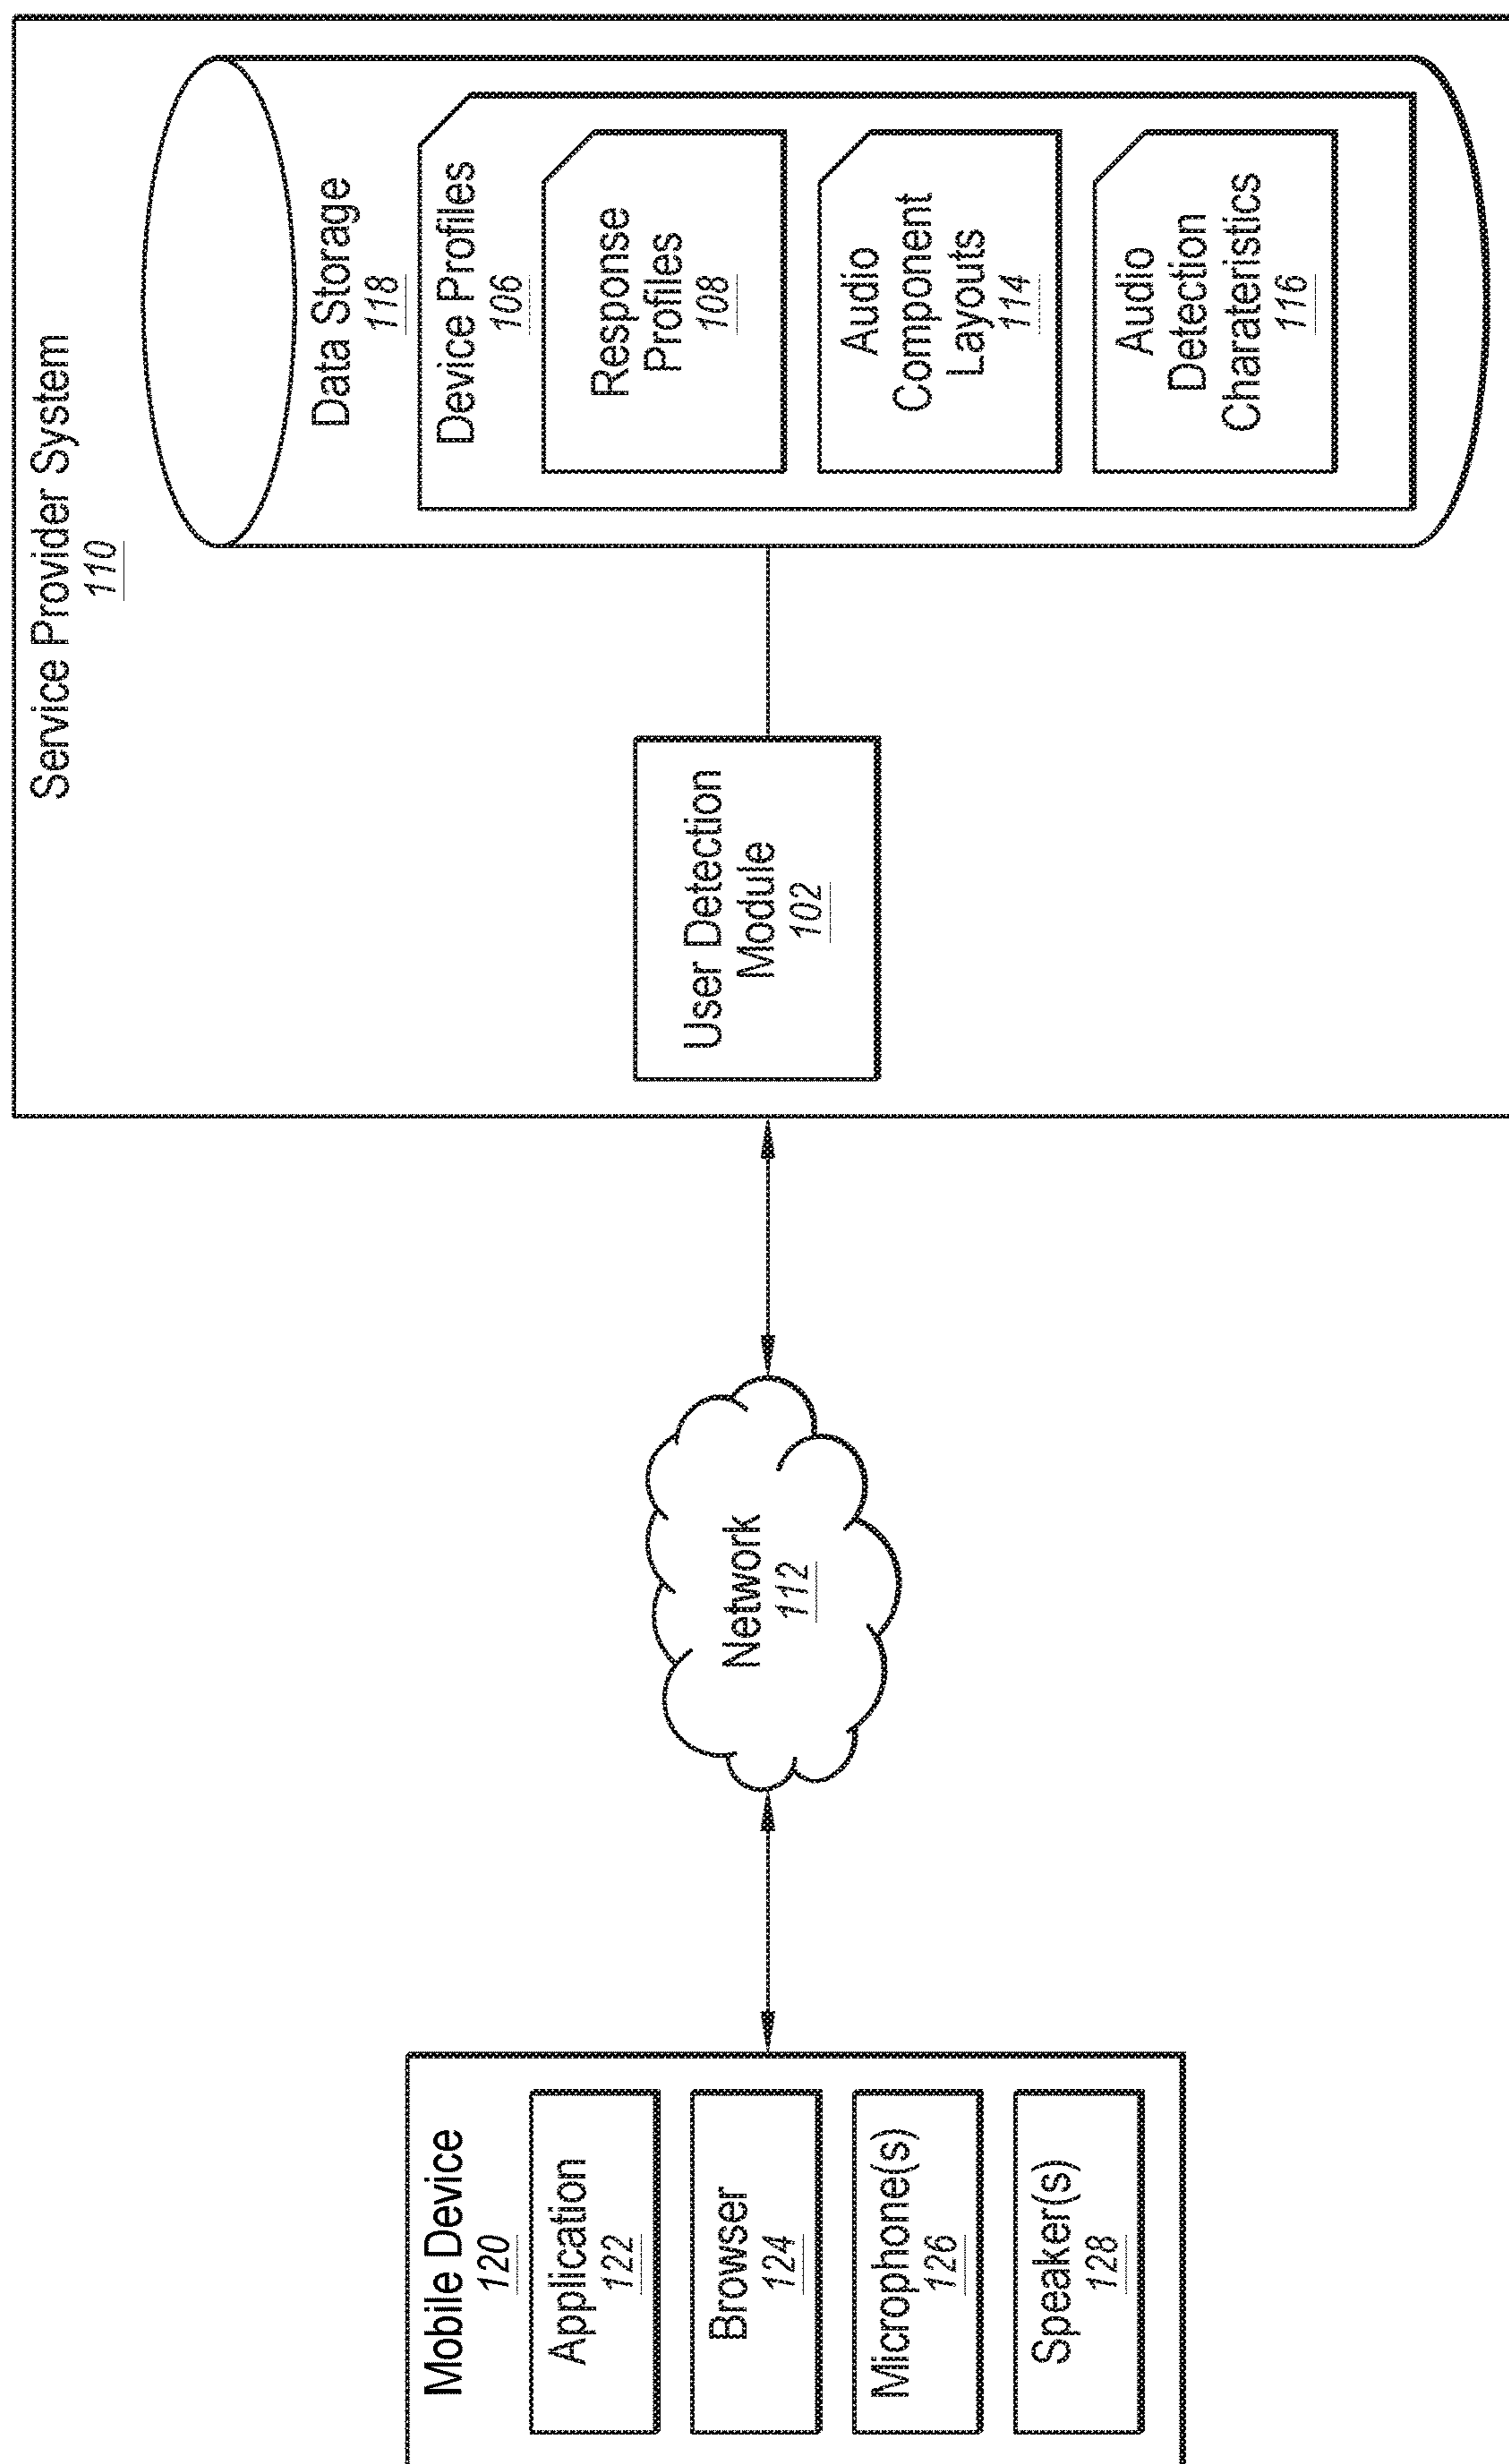 Service Provider System
110
Data Storage
118
Device Profiles
106
Response
Profiles
108
Audio
Component
Layouts
114
Audio
Detection
Charateristics
116
User Detection
Module
102
Network
112
Mobile Device
120
Application
122
Browser
124
Microphone(s)
126
Speaker(s)
128